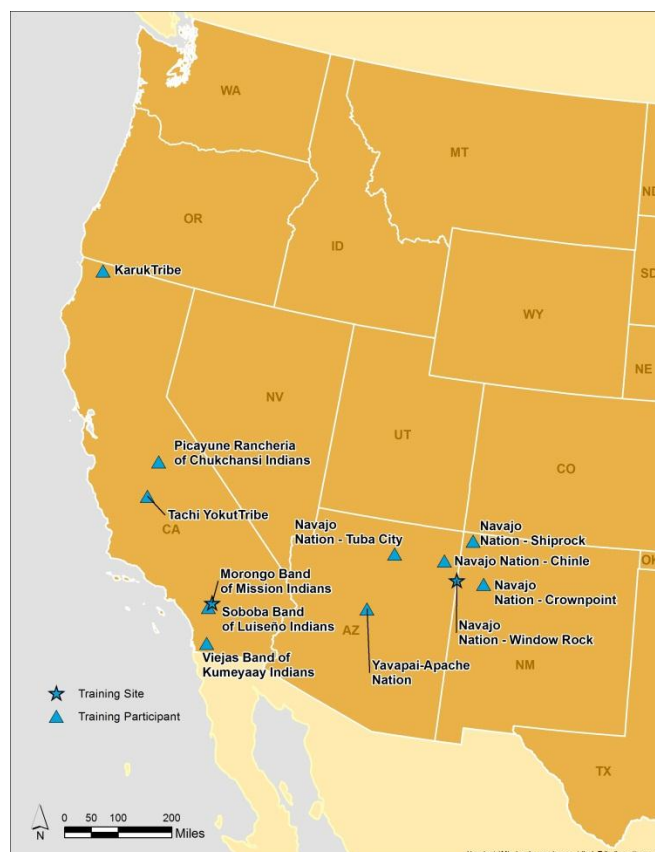 WA
MT
ND
OR
ID
SD
KarukTribe
WY
NE
NV
UT
CO
Picayune Rancheria
of Chukchansi Indians
Tachi YokutTribe
CA
Navajo
Nation - Tuba City
Navajo
Nation - Shiprock
Navajo Nation - Chinle
OK
Navajo
Nation - Crownpoint
Morongo Band
of Mission Indians
Soboba Band
of Luiseño Indians
AZ
Navajo
Nation - Window Rock
Viejas Band of
Kumeyaay Indians
Yavapai-Apache
Nation
NM
Training Site
Training Participant
TX
N
0 50 100 200
Miles